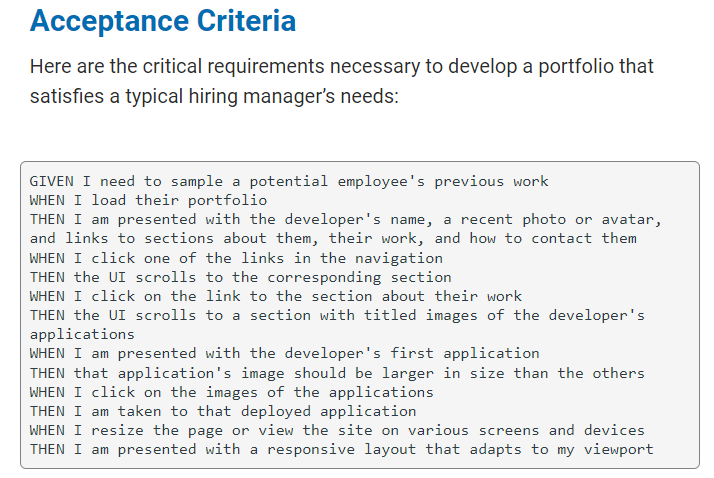 Acceptance Criteria
Here are the critical requirements necessary to develop a portfolio that
satisfies a typical hiring manager’s needs:
GIVEN I need to sample a potential employee's previous work
WHEN I load their portfolio
THEN I am presented with the developer's name, a recent photo or avatar,
and links to sections about them, their work, and how to contact them
WHEN I click one of the links in the navigation
THEN the UI scrolls to the corresponding section
WHEN I click on the link to the section about their work
THEN the UI scrolls to a section with titled images of the developer's
applications
WHEN I am presented with the developer's first application
THEN that application's image should be larger in size than the others
WHEN I click on the images of the applications
THEN I am taken to that deployed application
WHEN I resize the page or view the site on various screens and devices
THEN I am presented with a responsive layout that adapts to my viewport